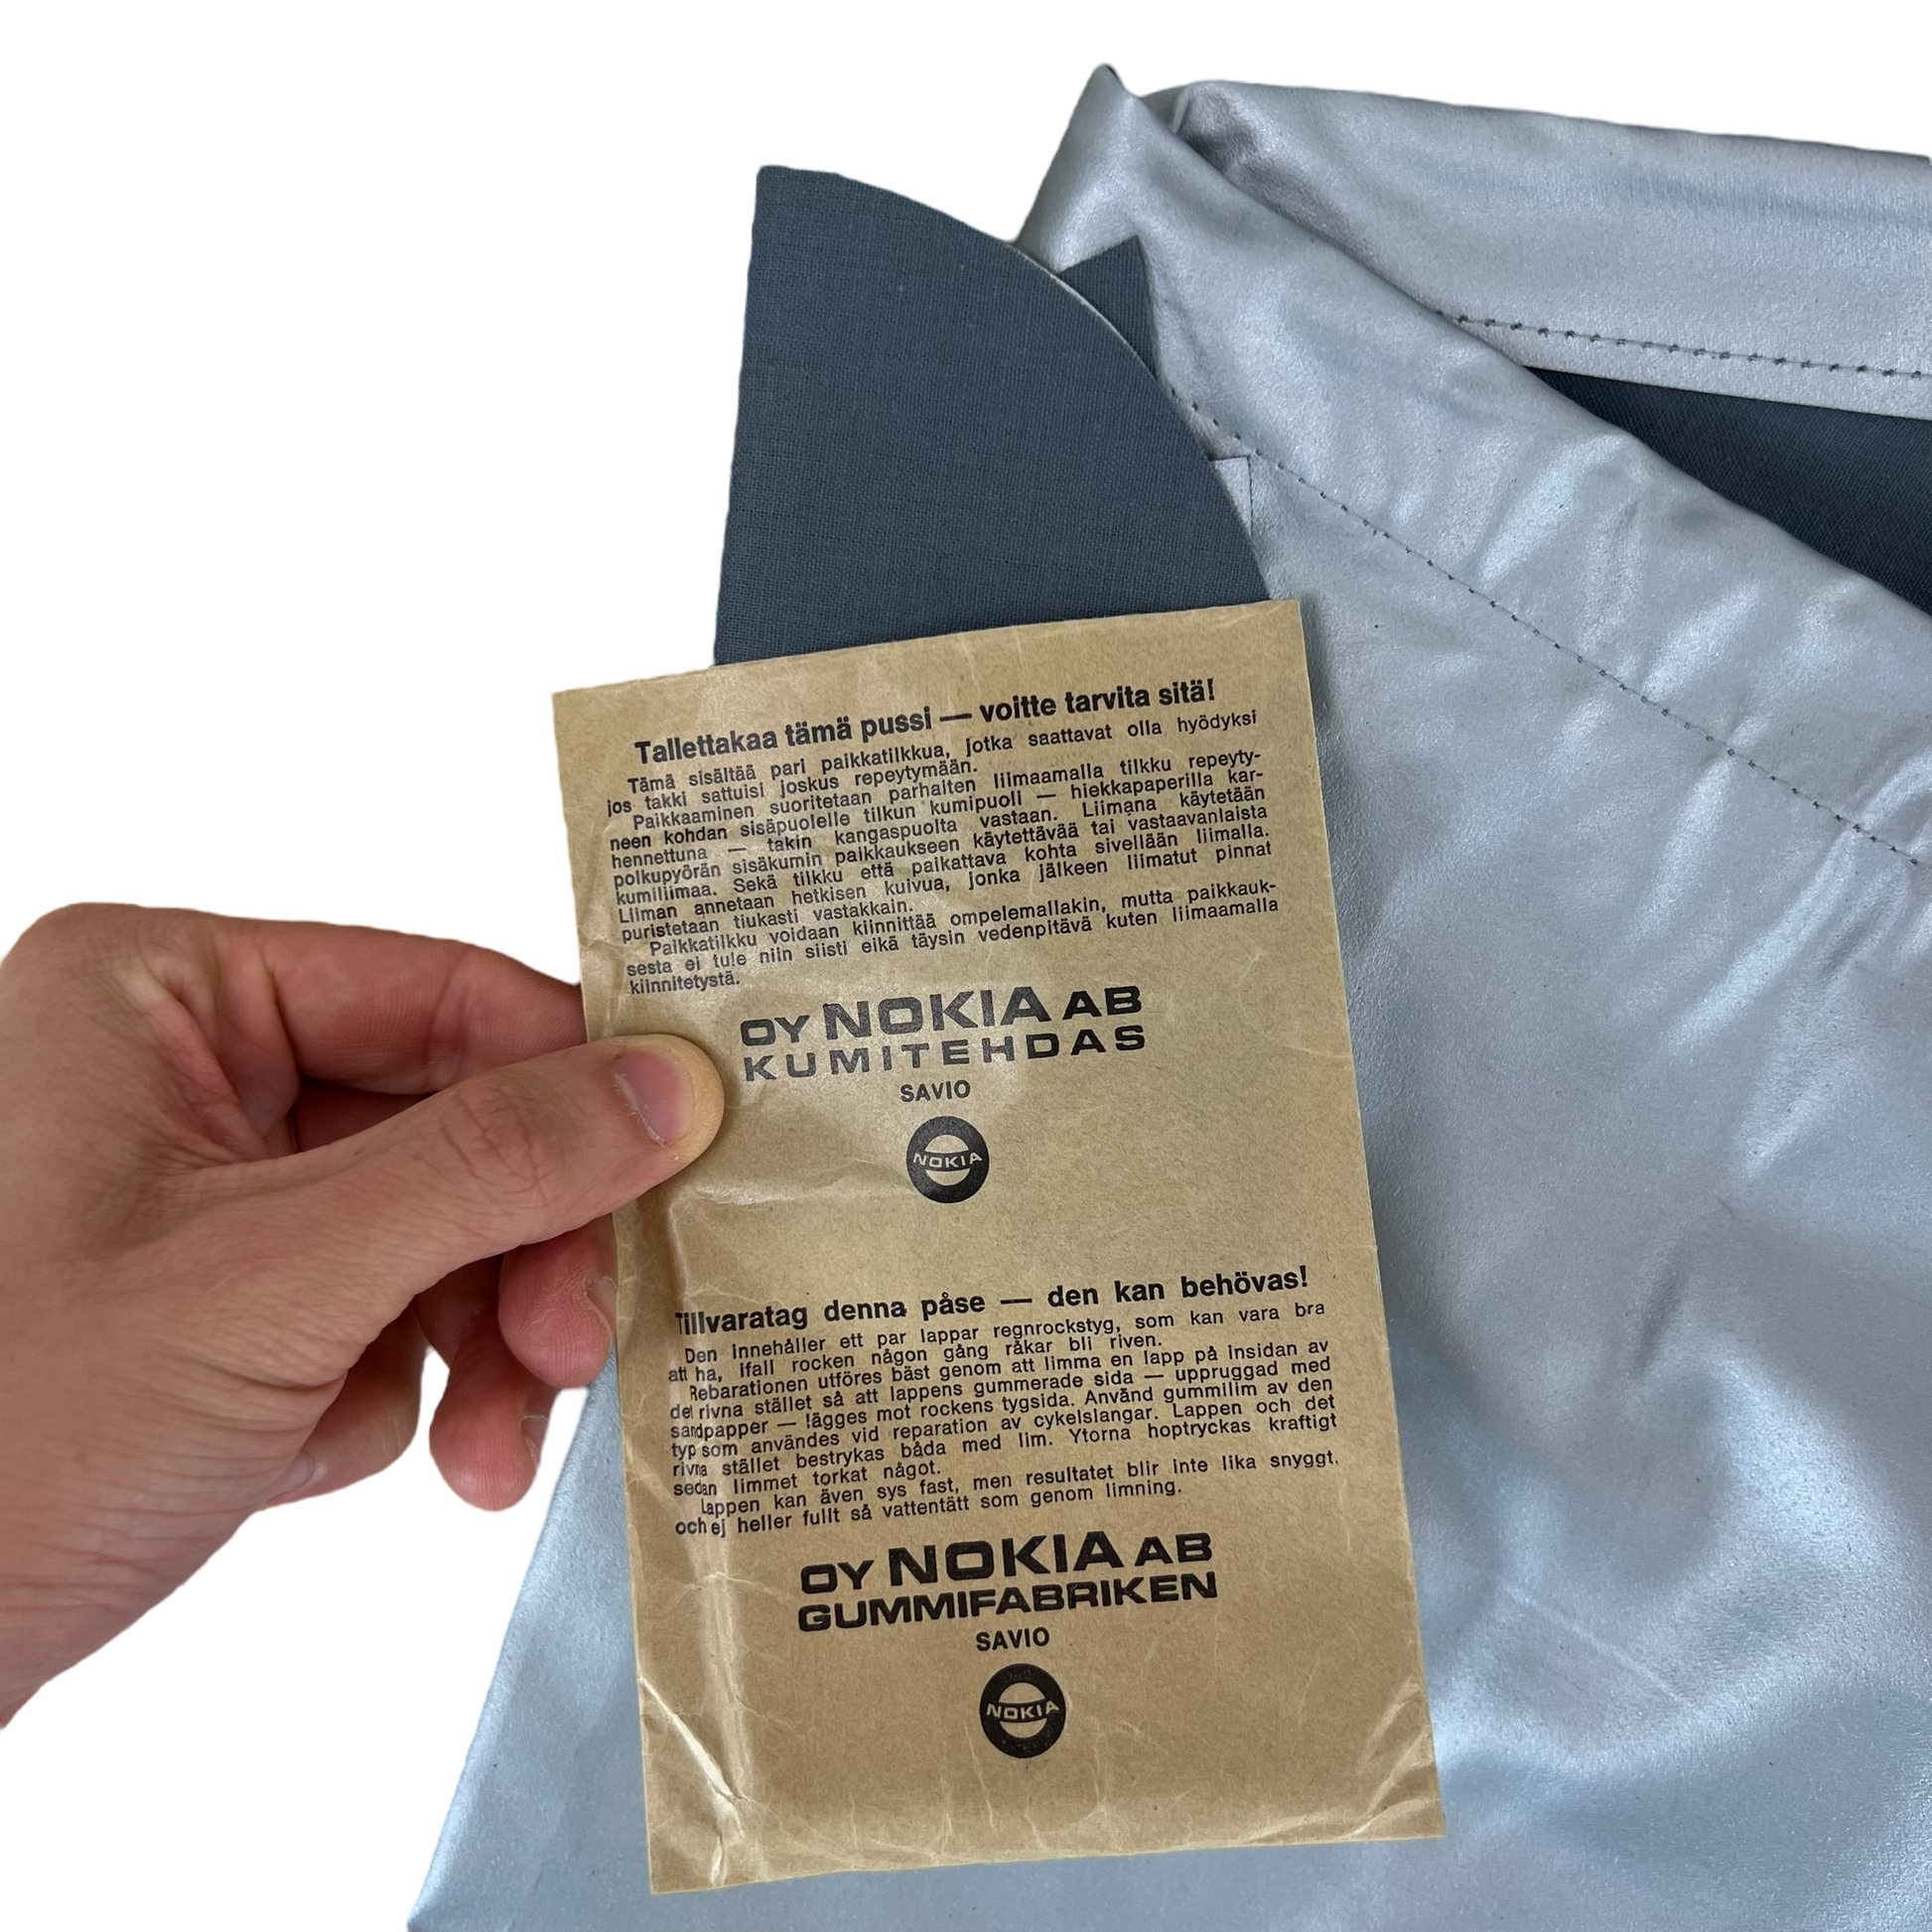 Tallettakaa tämä pussi — voitte tarvita sitä!
Tämä sisältää pari paikkatilkkua, jotka saattavat olla hyödyksi
jos takki sattuisi joskus repeytymään.
Paikkaaminen suoritetaan parhaiten liimaamalla tilkku repeyty-
neen kohdan sisäpuolelle tilkun kumipuoli — hiekkapaperilla kar-
hennettuna — takin kangaspuolta vastaan. Liimana käytetään
polkupyörän sisäkumin paikkaukseen käytettävää tai vastaavanlaista
kumiliimaa. Sekä tilkku että paikattava kohta sivellään liimalla.
Liiman annetaan hetkisen kuivua, jonka jälkeen liimatut pinnat
puristetaan tiukasti vastakkain.
Paikkatilkku voidaan kiinnittää ompelemallakin, mutta paikkauk-
sesta ei tule niin siisti eikä täysin vedenpitävä kuten liimaamalla
kiinnitetystä.
OY NOKIA AB
KUMITEHDAS
SAVIO
NOKIA
Tillvaratag denna påse — den kan behövas!
Den innehåller ett par lappar regnrockstyg, som kan vara bra
att ha, ifall rocken någon gång råkar bli riven.
Rebarationen utföres bäst genom att limma en lapp på insidan av
det rivna stället så att lappens gummerade sida — uppruggad med
sandpapper — lägges mot rockens tygsida. Använd gummilim av den
typ som användes vid reparation av cykelslangar. Lappen och det
rivna stället bestrykas båda med lim. Ytorna hoptryckas kraftigt
sedan limmet torkat något.
Lappen kan även sys fast, men resultatet blir inte lika snyggt.
och ej heller fullt så vattentätt som genom limning.
OY NOKIA AB
GUMMIFABRIKEN
SAVIO
NOKIA